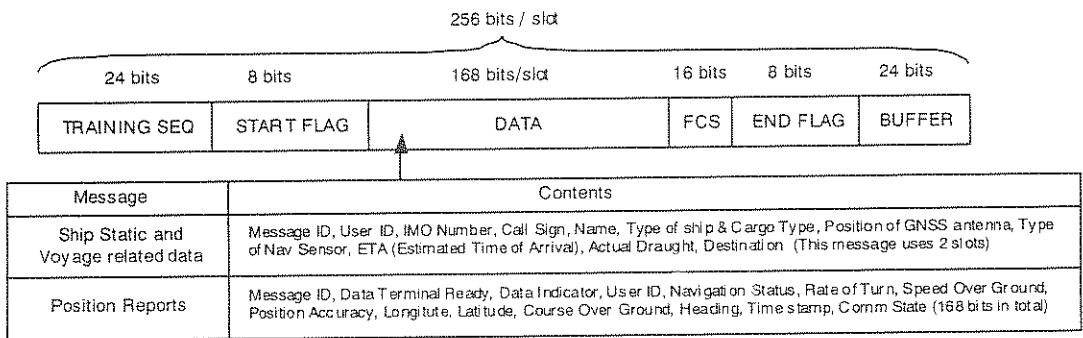 256 bits / slot
24 bits 8 bits 168 bits/slot 16 bits 8 bits 24 bits
TRAINING SEQ START FLAG DATA FCS END FLAG BUFFER
Message Contents
Ship Static and Voyage related data
Message ID, User ID, IMO Number, Call Sign, Name, Type of ship & Cargo Type, Position of GNSS antenna, Type
of Nav Sensor, ETA (Estimated Time of Arrival), Actual Draught, Destination (This message uses 2 slots)
Position Reports
Message ID, Data Terminal Ready, Data Indicator, User ID, Navigation Status, Rate of Turn, Speed Over Ground,
Position Accuracy, Longitute, Latitude, Course Over Ground, Heading, Time stamp, Comm State (168 bits in total)